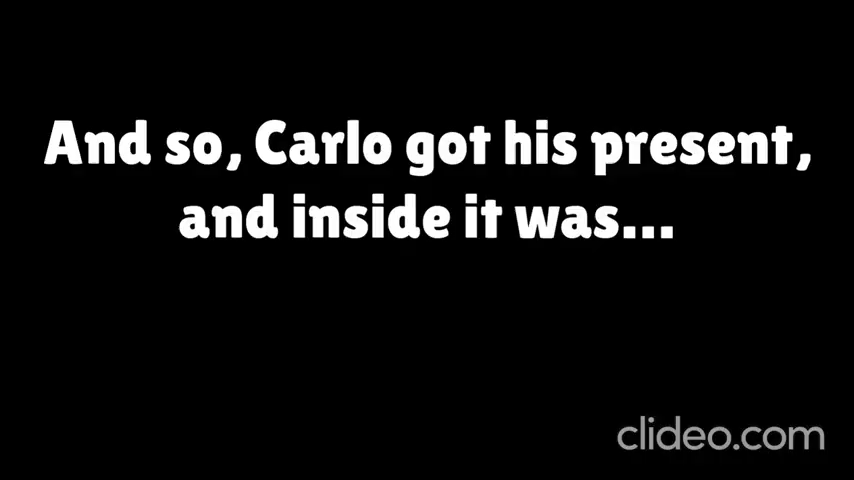 And so, Carlo got his present,
and inside it was...
clideo.com